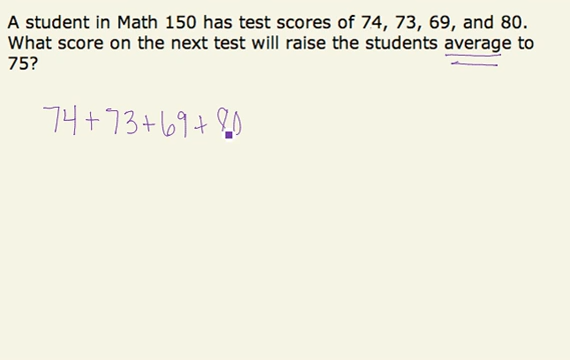 A student in Math 150 has test scores of 74, 73, 69, and 80.
What score on the next test will raise the students average to
75?
74+73+69+80